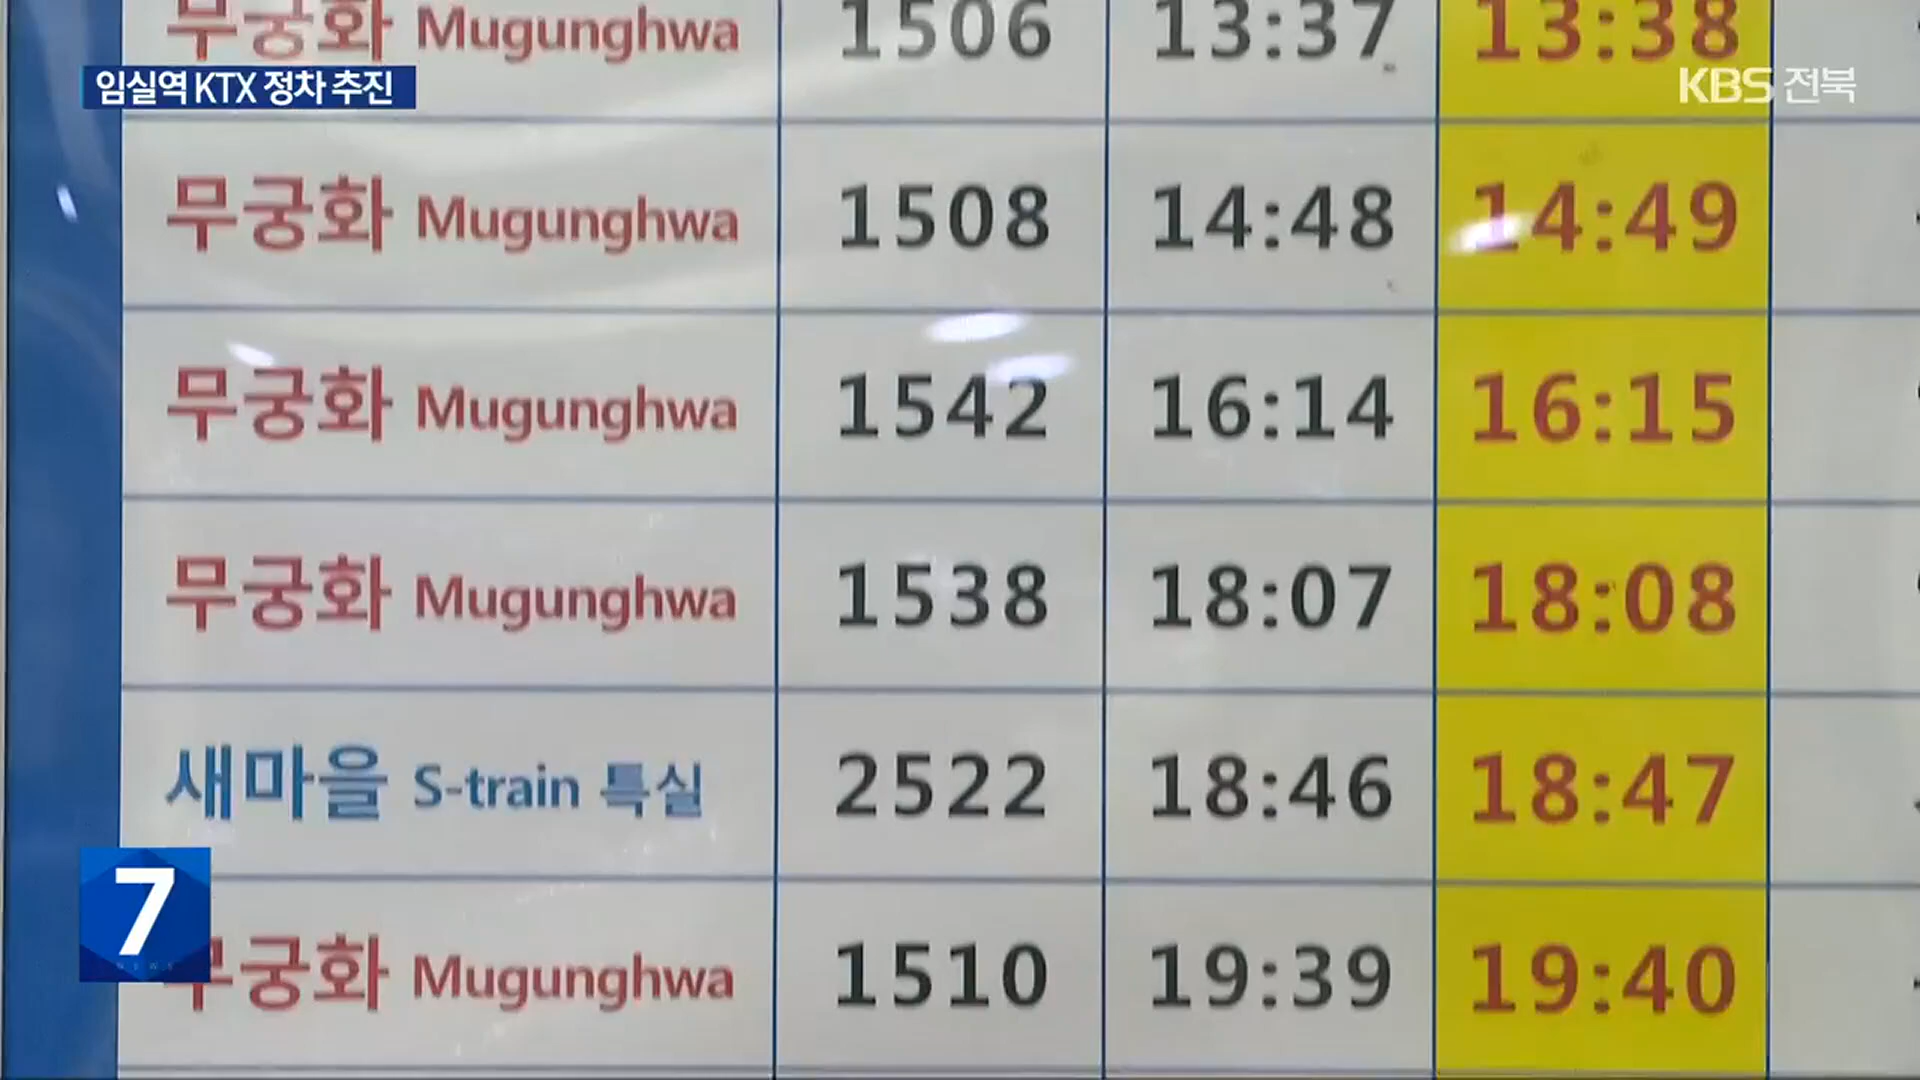 무궁화 Mugunghwa 1506 13:37 13:38
임실역 KTX 정차 추진
KBS 전북
무궁화 Mugunghwa 1508 14:48 14:49
무궁화 Mugunghwa 1542 16:14 16:15
무궁화 Mugunghwa 1538 18:07 18:08
새마을 S-train 특실 2522 18:46 18:47
7
NEWS
무궁화 Mugunghwa 1510 19:39 19:40